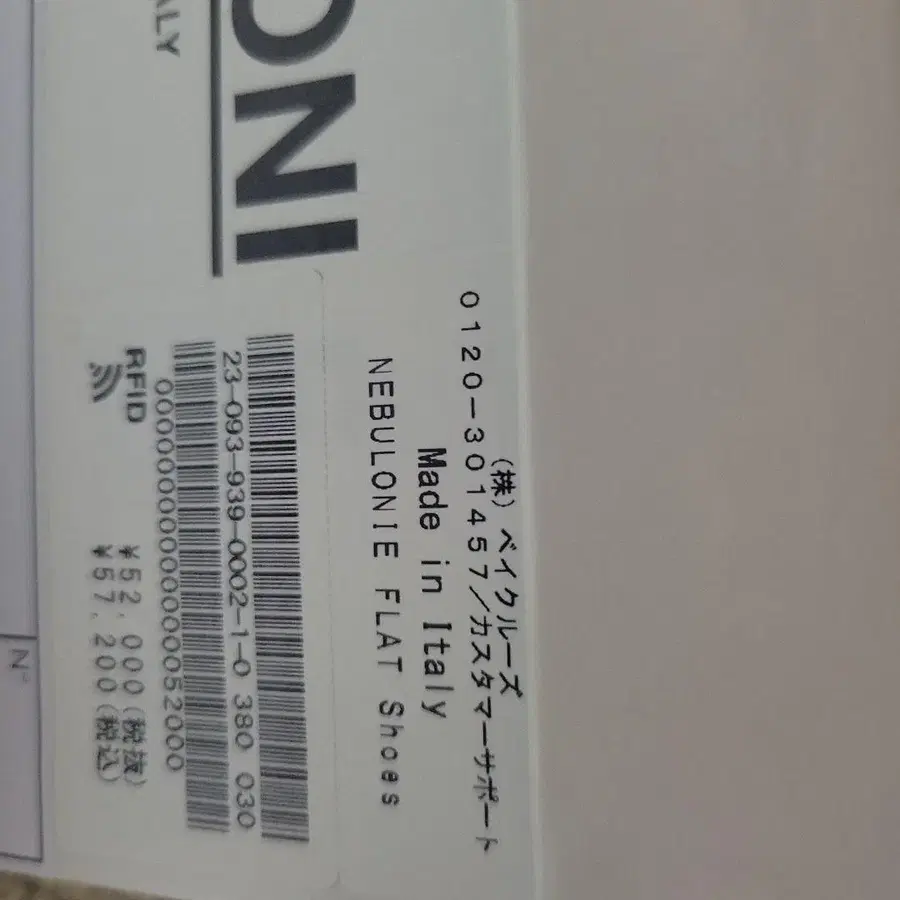 ONI
ALY
(株)ベイクルーズ
0120-301457/カスタマーサポート
Made in Italy
NEBULONIE FLAT Shoes
23-093-939-0002-1-0 380 030
0000000000000000052000
RFID
¥52,000(税抜)
¥57,200(税込)
N°